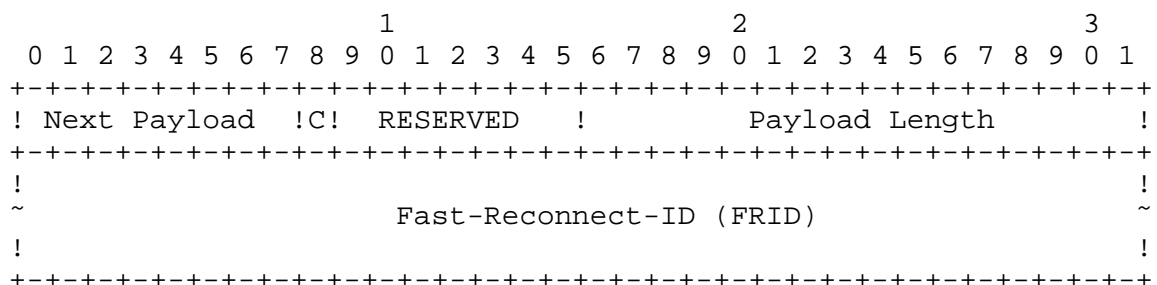 1                   2                   3
 0 1 2 3 4 5 6 7 8 9 0 1 2 3 4 5 6 7 8 9 0 1 2 3 4 5 6 7 8 9 0 1
+-+-+-+-+-+-+-+-+-+-+-+-+-+-+-+-+-+-+-+-+-+-+-+-+-+-+-+-+-+-+-+-+
! Next Payload  !C!  RESERVED   !         Payload Length        !
+-+-+-+-+-+-+-+-+-+-+-+-+-+-+-+-+-+-+-+-+-+-+-+-+-+-+-+-+-+-+-+-+
!                                                               !
~                     Fast-Reconnect-ID (FRID)                  ~
!                                                               !
+-+-+-+-+-+-+-+-+-+-+-+-+-+-+-+-+-+-+-+-+-+-+-+-+-+-+-+-+-+-+-+-+